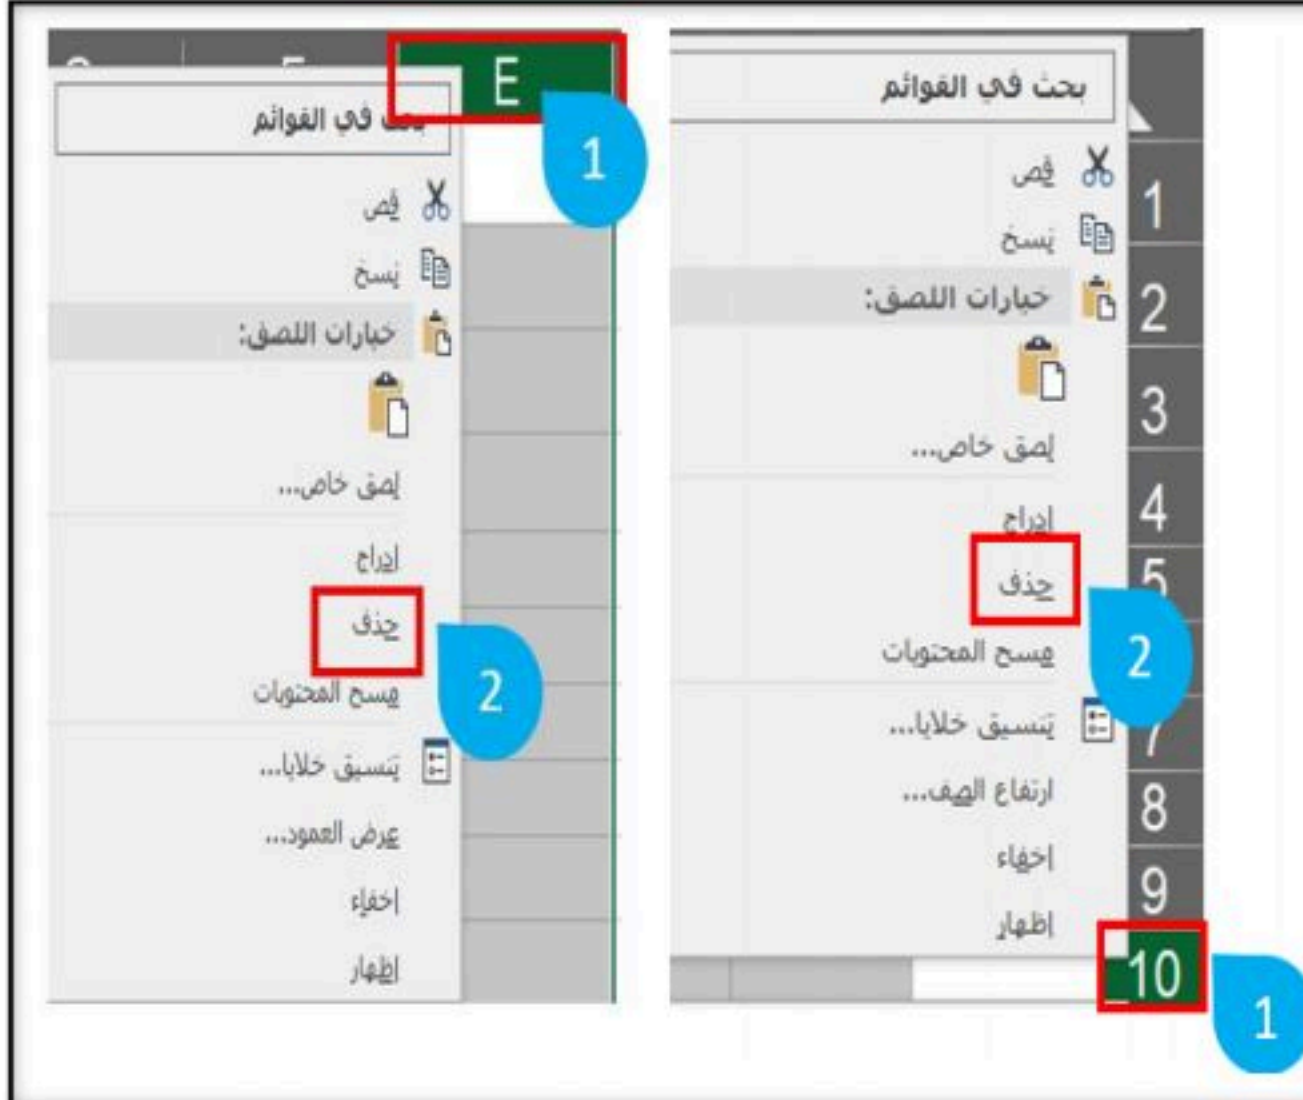 بحث في القوائم
1
قص
نسخ
2
خيارات اللصق:
3
لصق خاص...
4
إدراج
5
حذف
2
مسح المحتويات
7
تنسيق خلايا...
8
ارتفاع الصف...
9
إخفاء
إظهار
10
1
E
1
بحث في القوائم
قص
نسخ
خيارات اللصق:
لصق خاص...
إدراج
حذف
2
مسح المحتويات
تنسيق خلايا...
عرض العمود...
إخفاء
إظهار